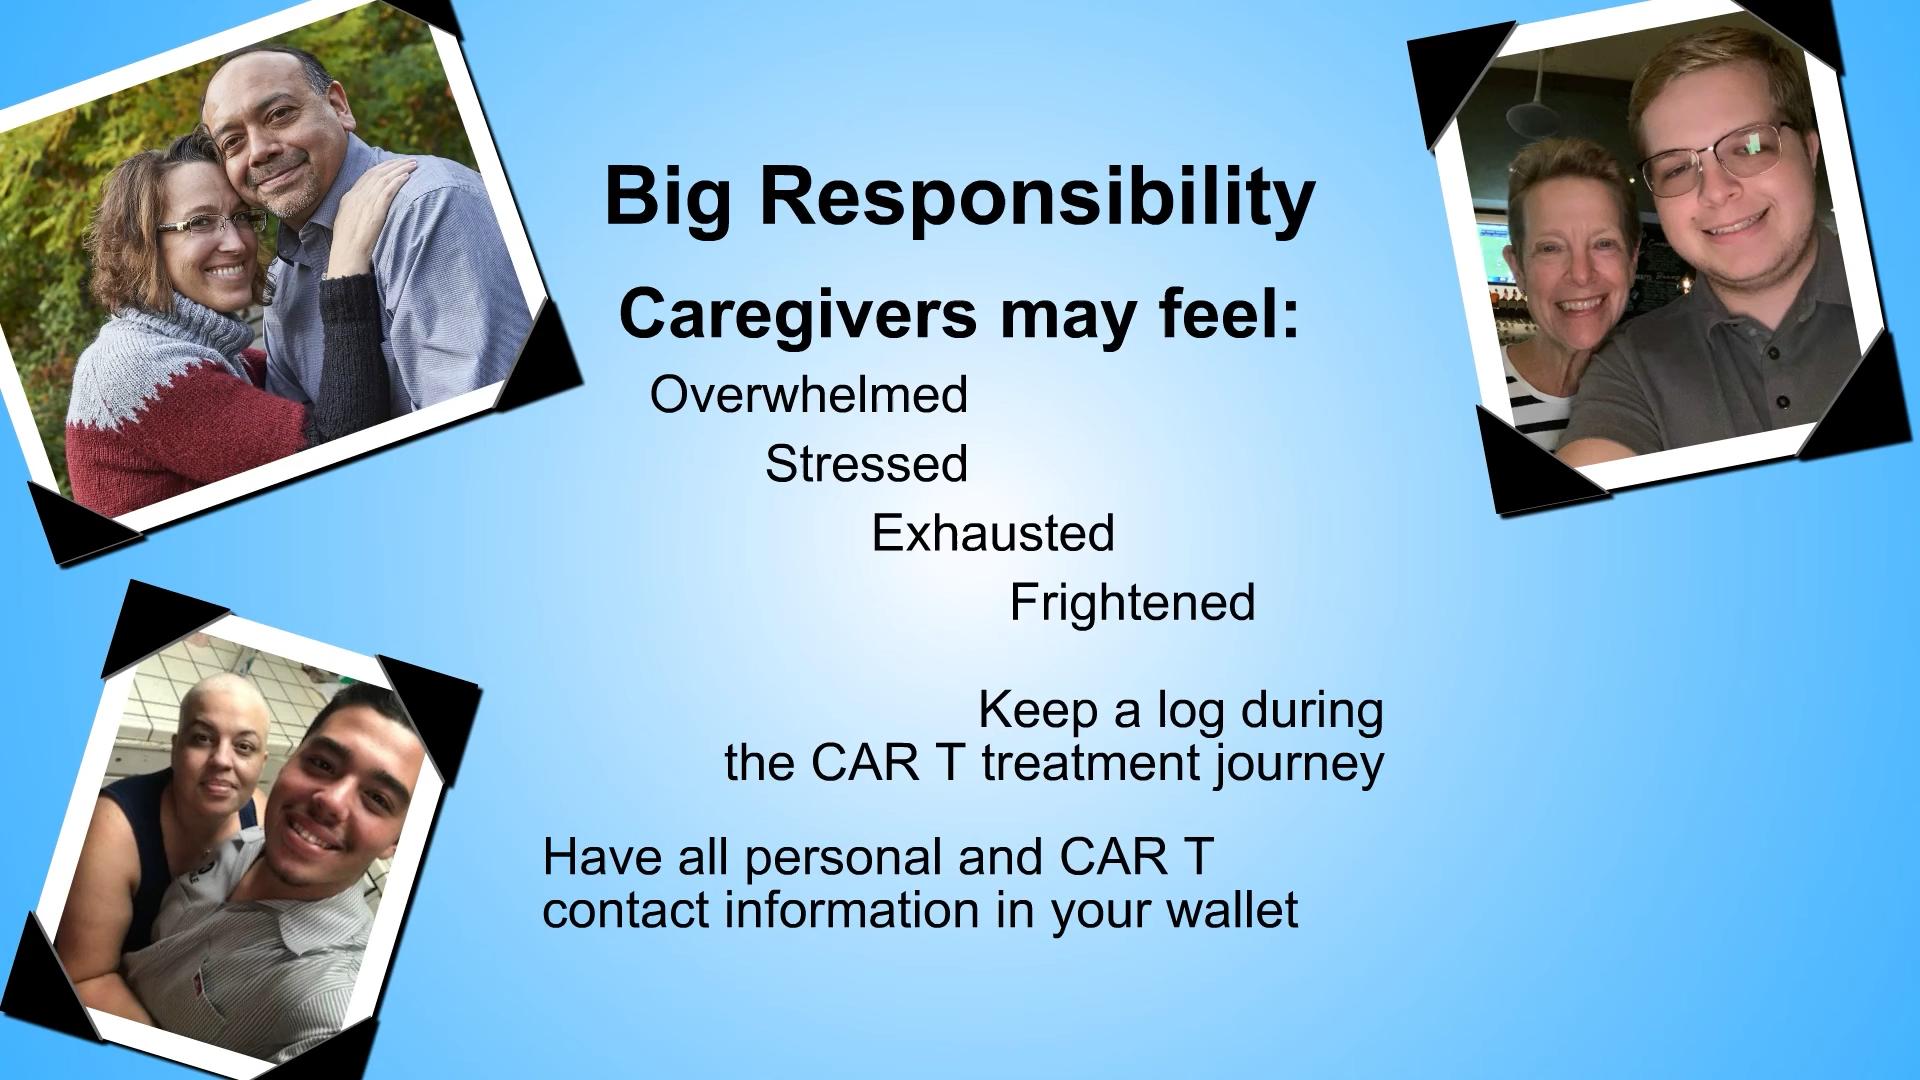 Big Responsibility
Caregivers may feel:
Overwhelmed
Stressed
Exhausted
Frightened
Keep a log during
the CAR T treatment journey
Have all personal and CAR T
contact information in your wallet